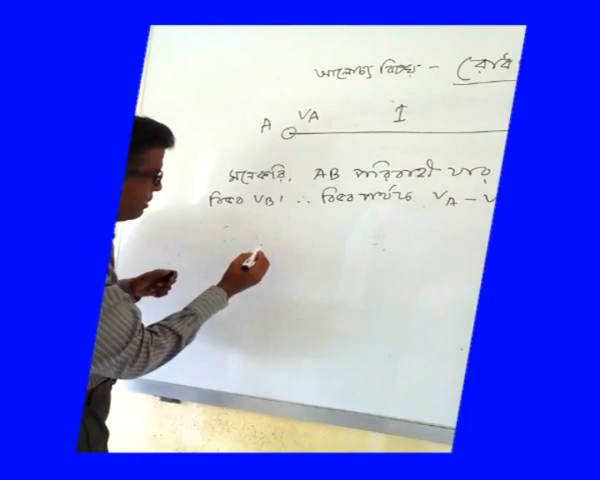 আলোচ্য বিষয় - রোধ
A VA I
মনেকরি, AB পরিবাহী যার
বিভব VB। ∴ বিভব পার্থক্য VA - V